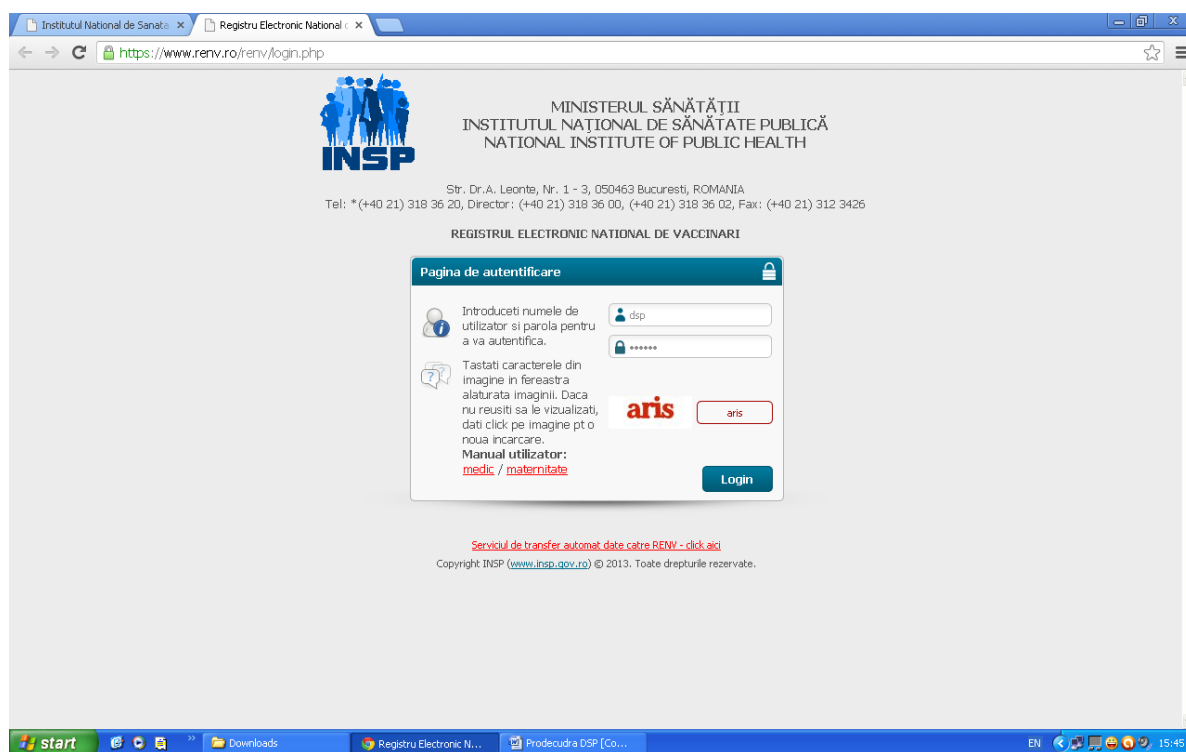 Institutul National de Sanata
Registru Electronic National
https://www.renv.ro/renv/login.php
INSP
MINISTERUL SĂNĂTĂŢII
INSTITUTUL NAŢIONAL DE SĂNĂTATE PUBLICĂ
NATIONAL INSTITUTE OF PUBLIC HEALTH
Str. Dr.A. Leonte, Nr. 1 - 3, 050463 Bucuresti, ROMANIA
Tel: *(+40 21) 318 36 20, Director: (+40 21) 318 36 00, (+40 21) 318 36 02, Fax: (+40 21) 312 3426
REGISTRUL ELECTRONIC NATIONAL DE VACCINARI
Pagina de autentificare
Introduceti numele de
utilizator si parola pentru
a va autentifica.
dsp
••••••
Tastati caracterele din
imagine in fereastra
alaturata imaginii. Daca
nu reusiti sa le vizualizati,
dati click pe imagine pt o
noua incarcare.
aris
aris
Manual utilizator:
medic / maternitate
Login
Serviciul de transfer automat date catre RENV - click aici
Copyright INSP (www.insp.gov.ro) © 2013. Toate drepturile rezervate.
start
Downloads
Registru Electronic N...
Prodecudra DSP [Co...
EN
15:45